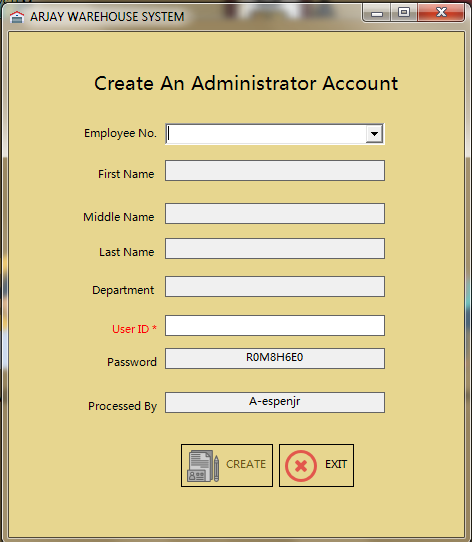 ARJAY WAREHOUSE SYSTEM
Create An Administrator Account
Employee No.
First Name
Middle Name
Last Name
Department
User ID *
Password R0M8H6E0
Processed By A-espenjr
CREATE EXIT